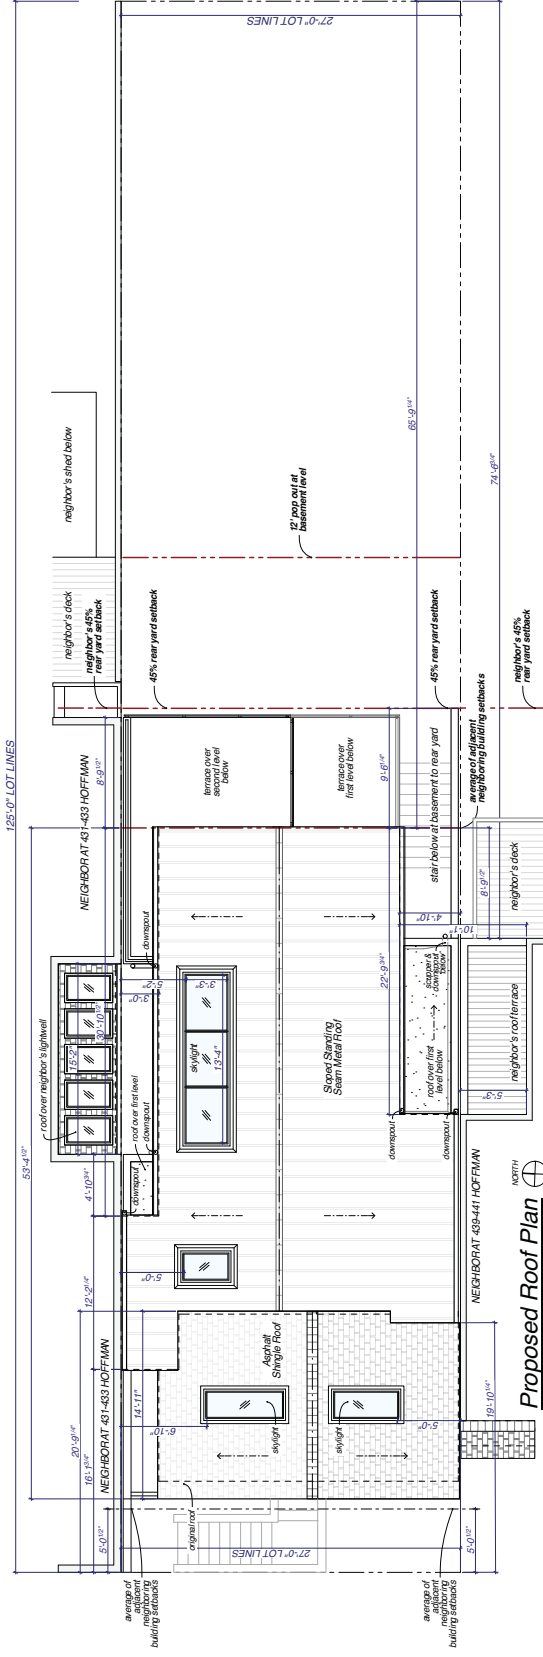 125'-0" LOT LINES
27'-0" LOT LINES
65'-9 1/4"
74'-6 3/4"
neighbor's shed below
12' pop out at
basement level
neighbor's deck
neighbor's 45%
rear yard setback
45% rear yard setback
45% rear yard setback
neighbor's 45%
rear yard setback
8'-9 1/2"
NEIGHBOR AT 431-433 HOFFMAN
terrace over
second level
below
terrace over
first level below
9'-6 1/4"
stair below at basement to rear yard
average of adjacent
neighboring building setbacks
8'-9 1/2"
neighbor's deck
4'-10"
10'-1"
53'-4 1/2"
roof over neighbor's lightwell
15'-2"
30'-10 1/2"
downspout
5'-2"
3'-0"
3'-3"
skylight
13'-4"
22'-9 3/4"
Sloped Standing
Seam Metal Roof
scupper &
downspout
below
roof over first
level below
neighbor's roof terrace
5'-3"
roof over first level
downspout
downspout
downspout
downspout
4'-10 3/4"
12'-2 1/4"
5'-0"
NEIGHBOR AT 439-441 HOFFMAN
NORTH
Proposed Roof Plan
20'-9 1/4"
16'-1 3/4"
NEIGHBOR AT 431-433 HOFFMAN
14'-11"
6'-10"
Asphalt
Shingle Roof
skylight
skylight
5'-0"
19'-10 1/4"
original roof
5'-0 1/2"
27'-0" LOT LINES
5'-0 1/2"
average of
adjacent
neighboring
building setbacks
average of
adjacent
neighboring
building setbacks